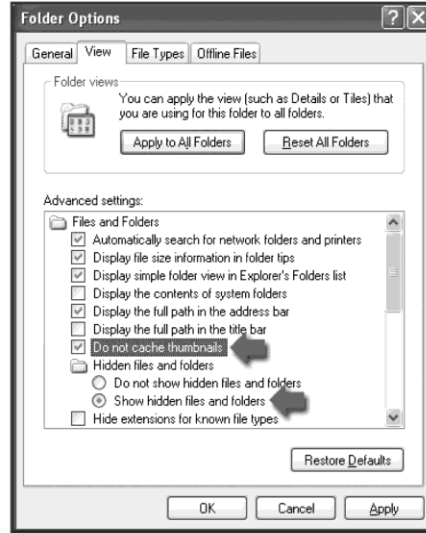 Folder Options
General View File Types Offline Files
Folder views
You can apply the view (such as Details or Tiles) that
you are using for this folder to all folders.
Apply to All Folders Reset All Folders
Advanced settings:
Files and Folders
Automatically search for network folders and printers
Display file size information in folder tips
Display simple folder view in Explorer's Folders list
Display the contents of system folders
Display the full path in the address bar
Display the full path in the title bar
Do not cache thumbnails
Hidden files and folders
Do not show hidden files and folders
Show hidden files and folders
Hide extensions for known file types
Restore Defaults
OK Cancel Apply